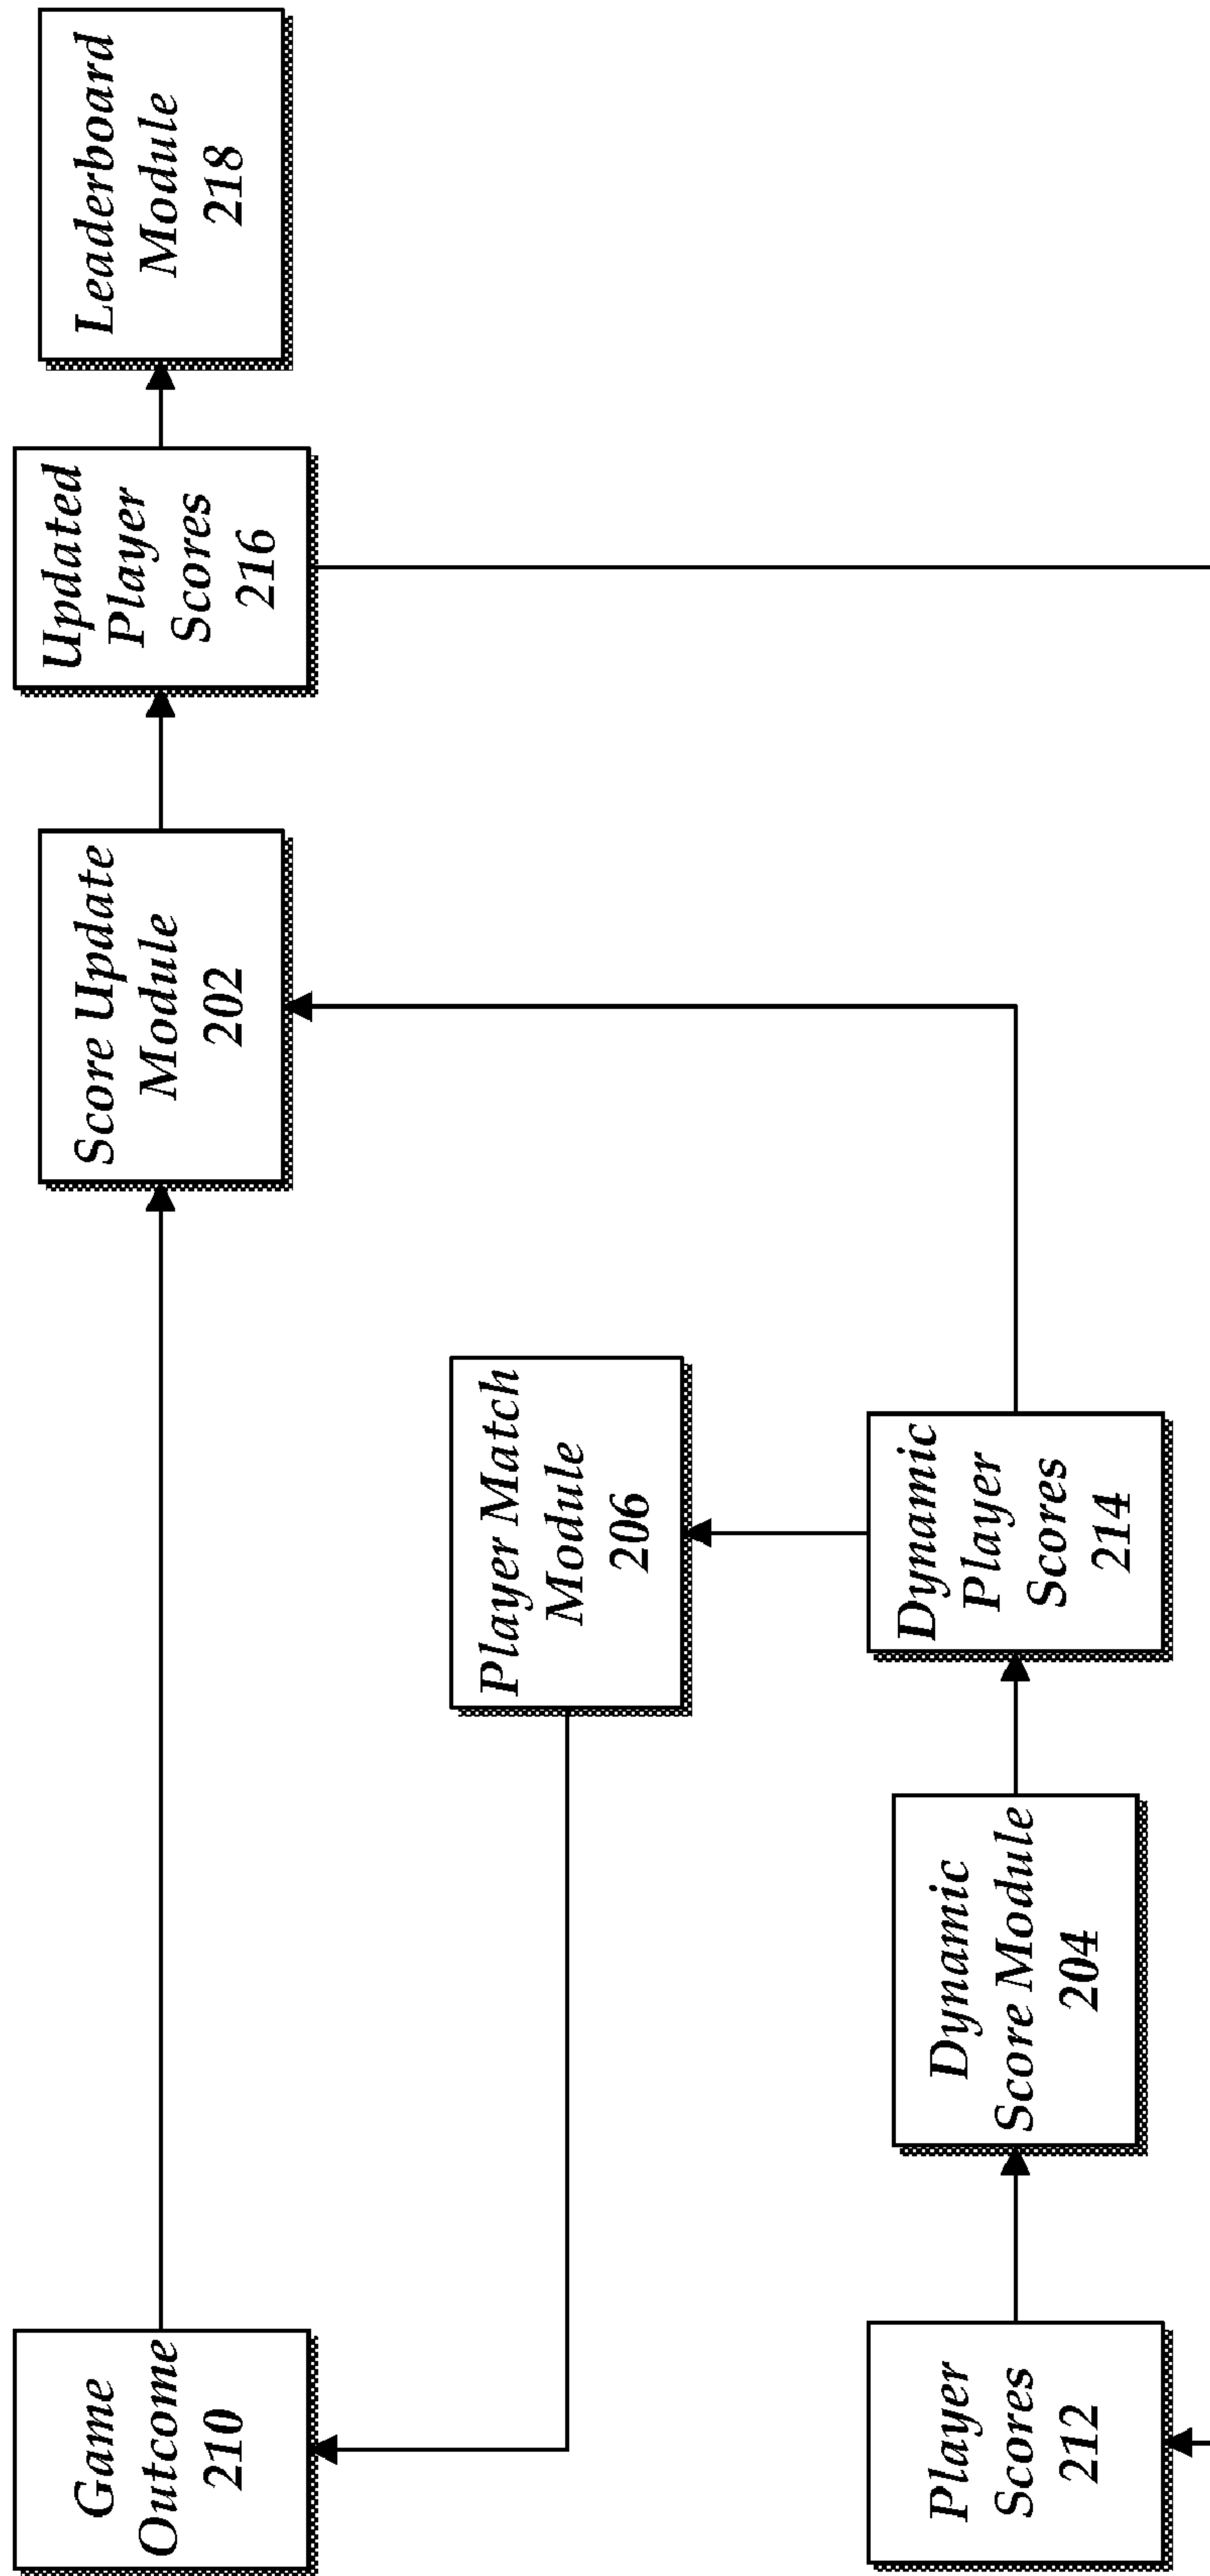 Game
Outcome
210
Score Update
Module
202
Updated
Player
Scores
216
Leaderboard
Module
218
Player Match
Module
206
Player
Scores
212
Dynamic
Score Module
204
Dynamic
Player
Scores
214